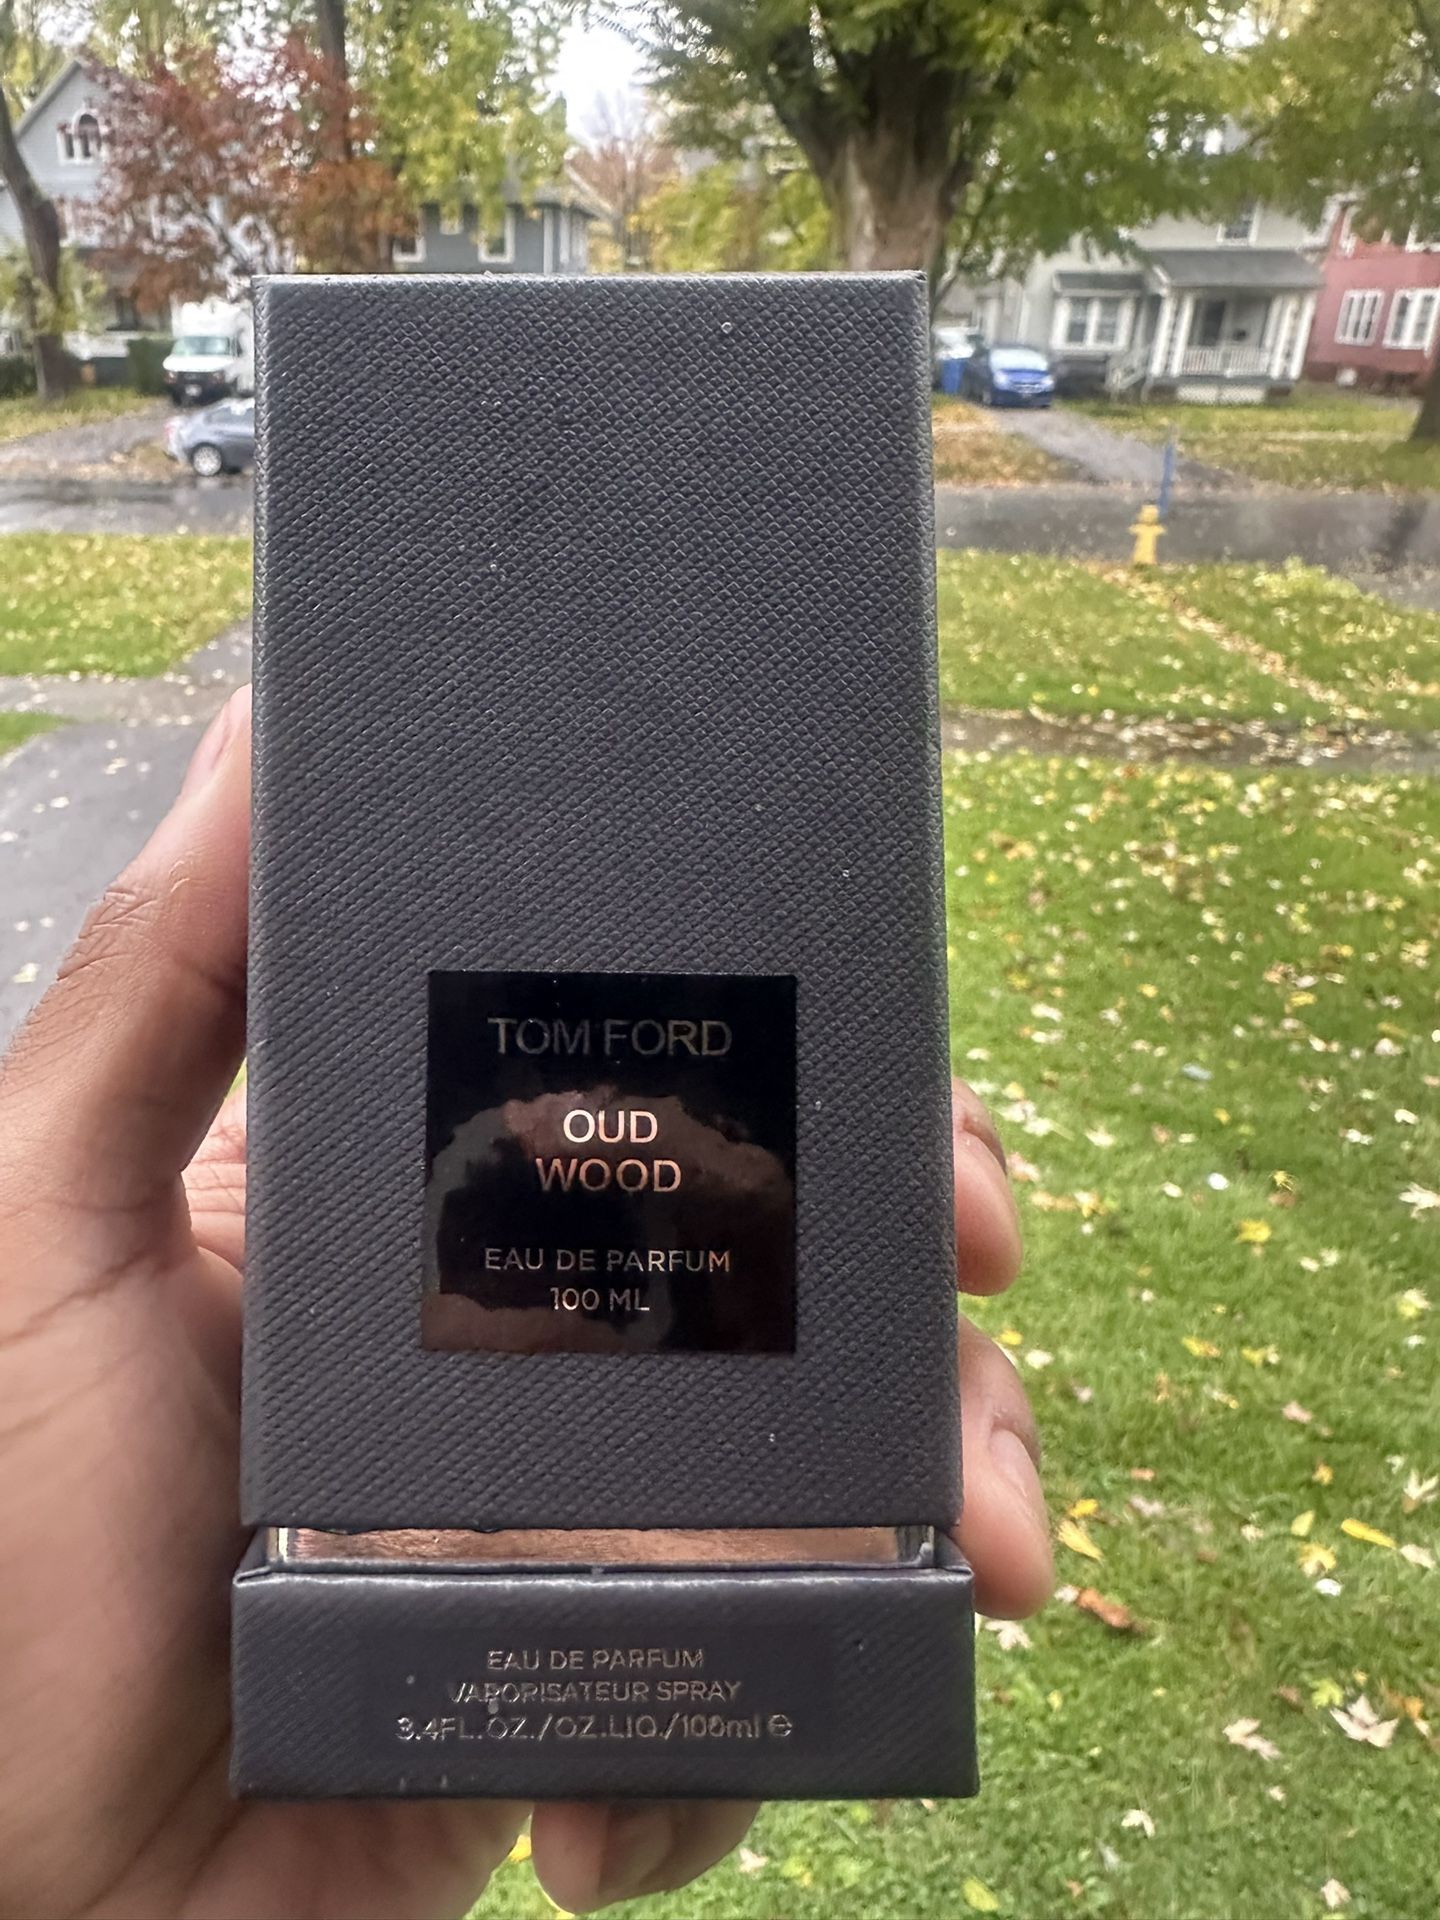 TOM FORD
OUD
WOOD
EAU DE PARFUM
100 ML
EAU DE PARFUM
VAPORISATEUR SPRAY
3.4FL.OZ./OZ.LIQ./100ml ℮